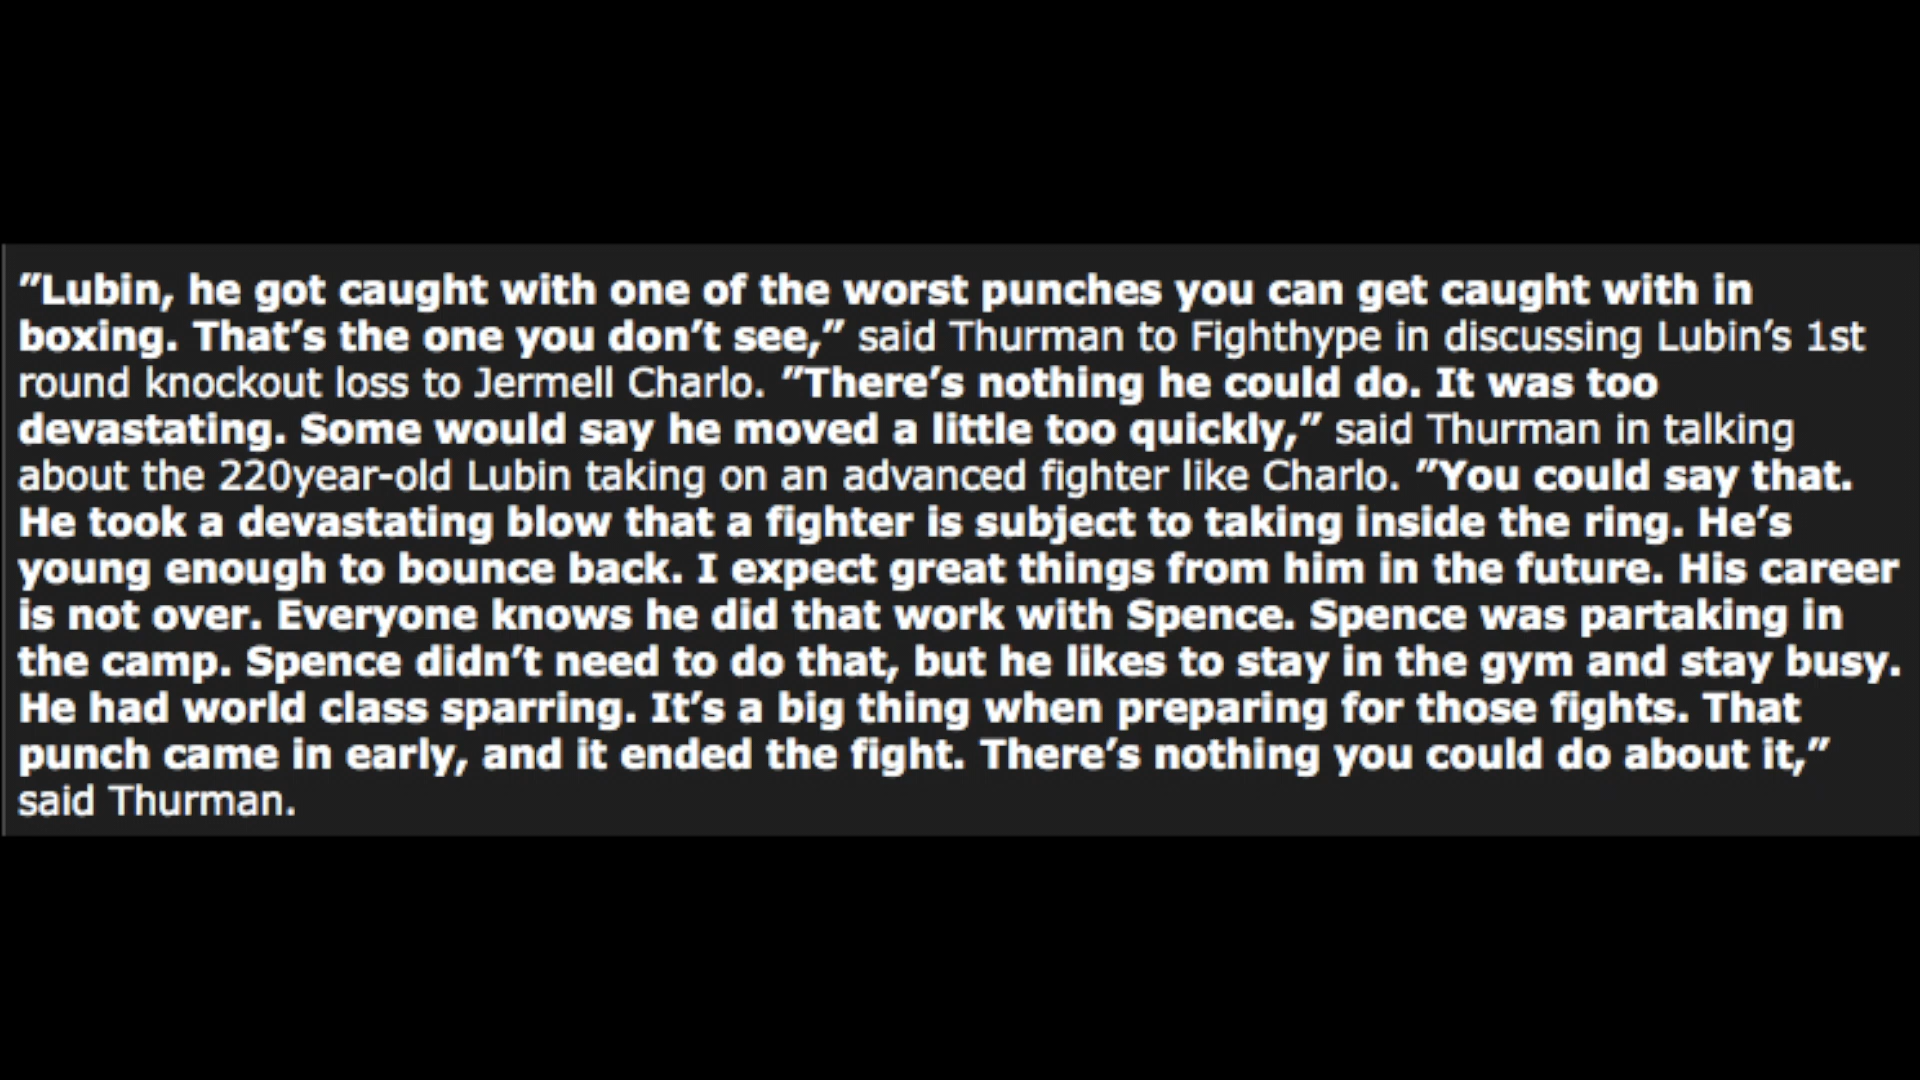 ”Lubin, he got caught with one of the worst punches you can get caught with in
boxing. That’s the one you don’t see,” said Thurman to Fighthype in discussing Lubin’s 1st
round knockout loss to Jermell Charlo. ”There’s nothing he could do. It was too
devastating. Some would say he moved a little too quickly,” said Thurman in talking
about the 220year-old Lubin taking on an advanced fighter like Charlo. ”You could say that.
He took a devastating blow that a fighter is subject to taking inside the ring. He’s
young enough to bounce back. I expect great things from him in the future. His career
is not over. Everyone knows he did that work with Spence. Spence was partaking in
the camp. Spence didn’t need to do that, but he likes to stay in the gym and stay busy.
He had world class sparring. It’s a big thing when preparing for those fights. That
punch came in early, and it ended the fight. There’s nothing you could do about it,”
said Thurman.